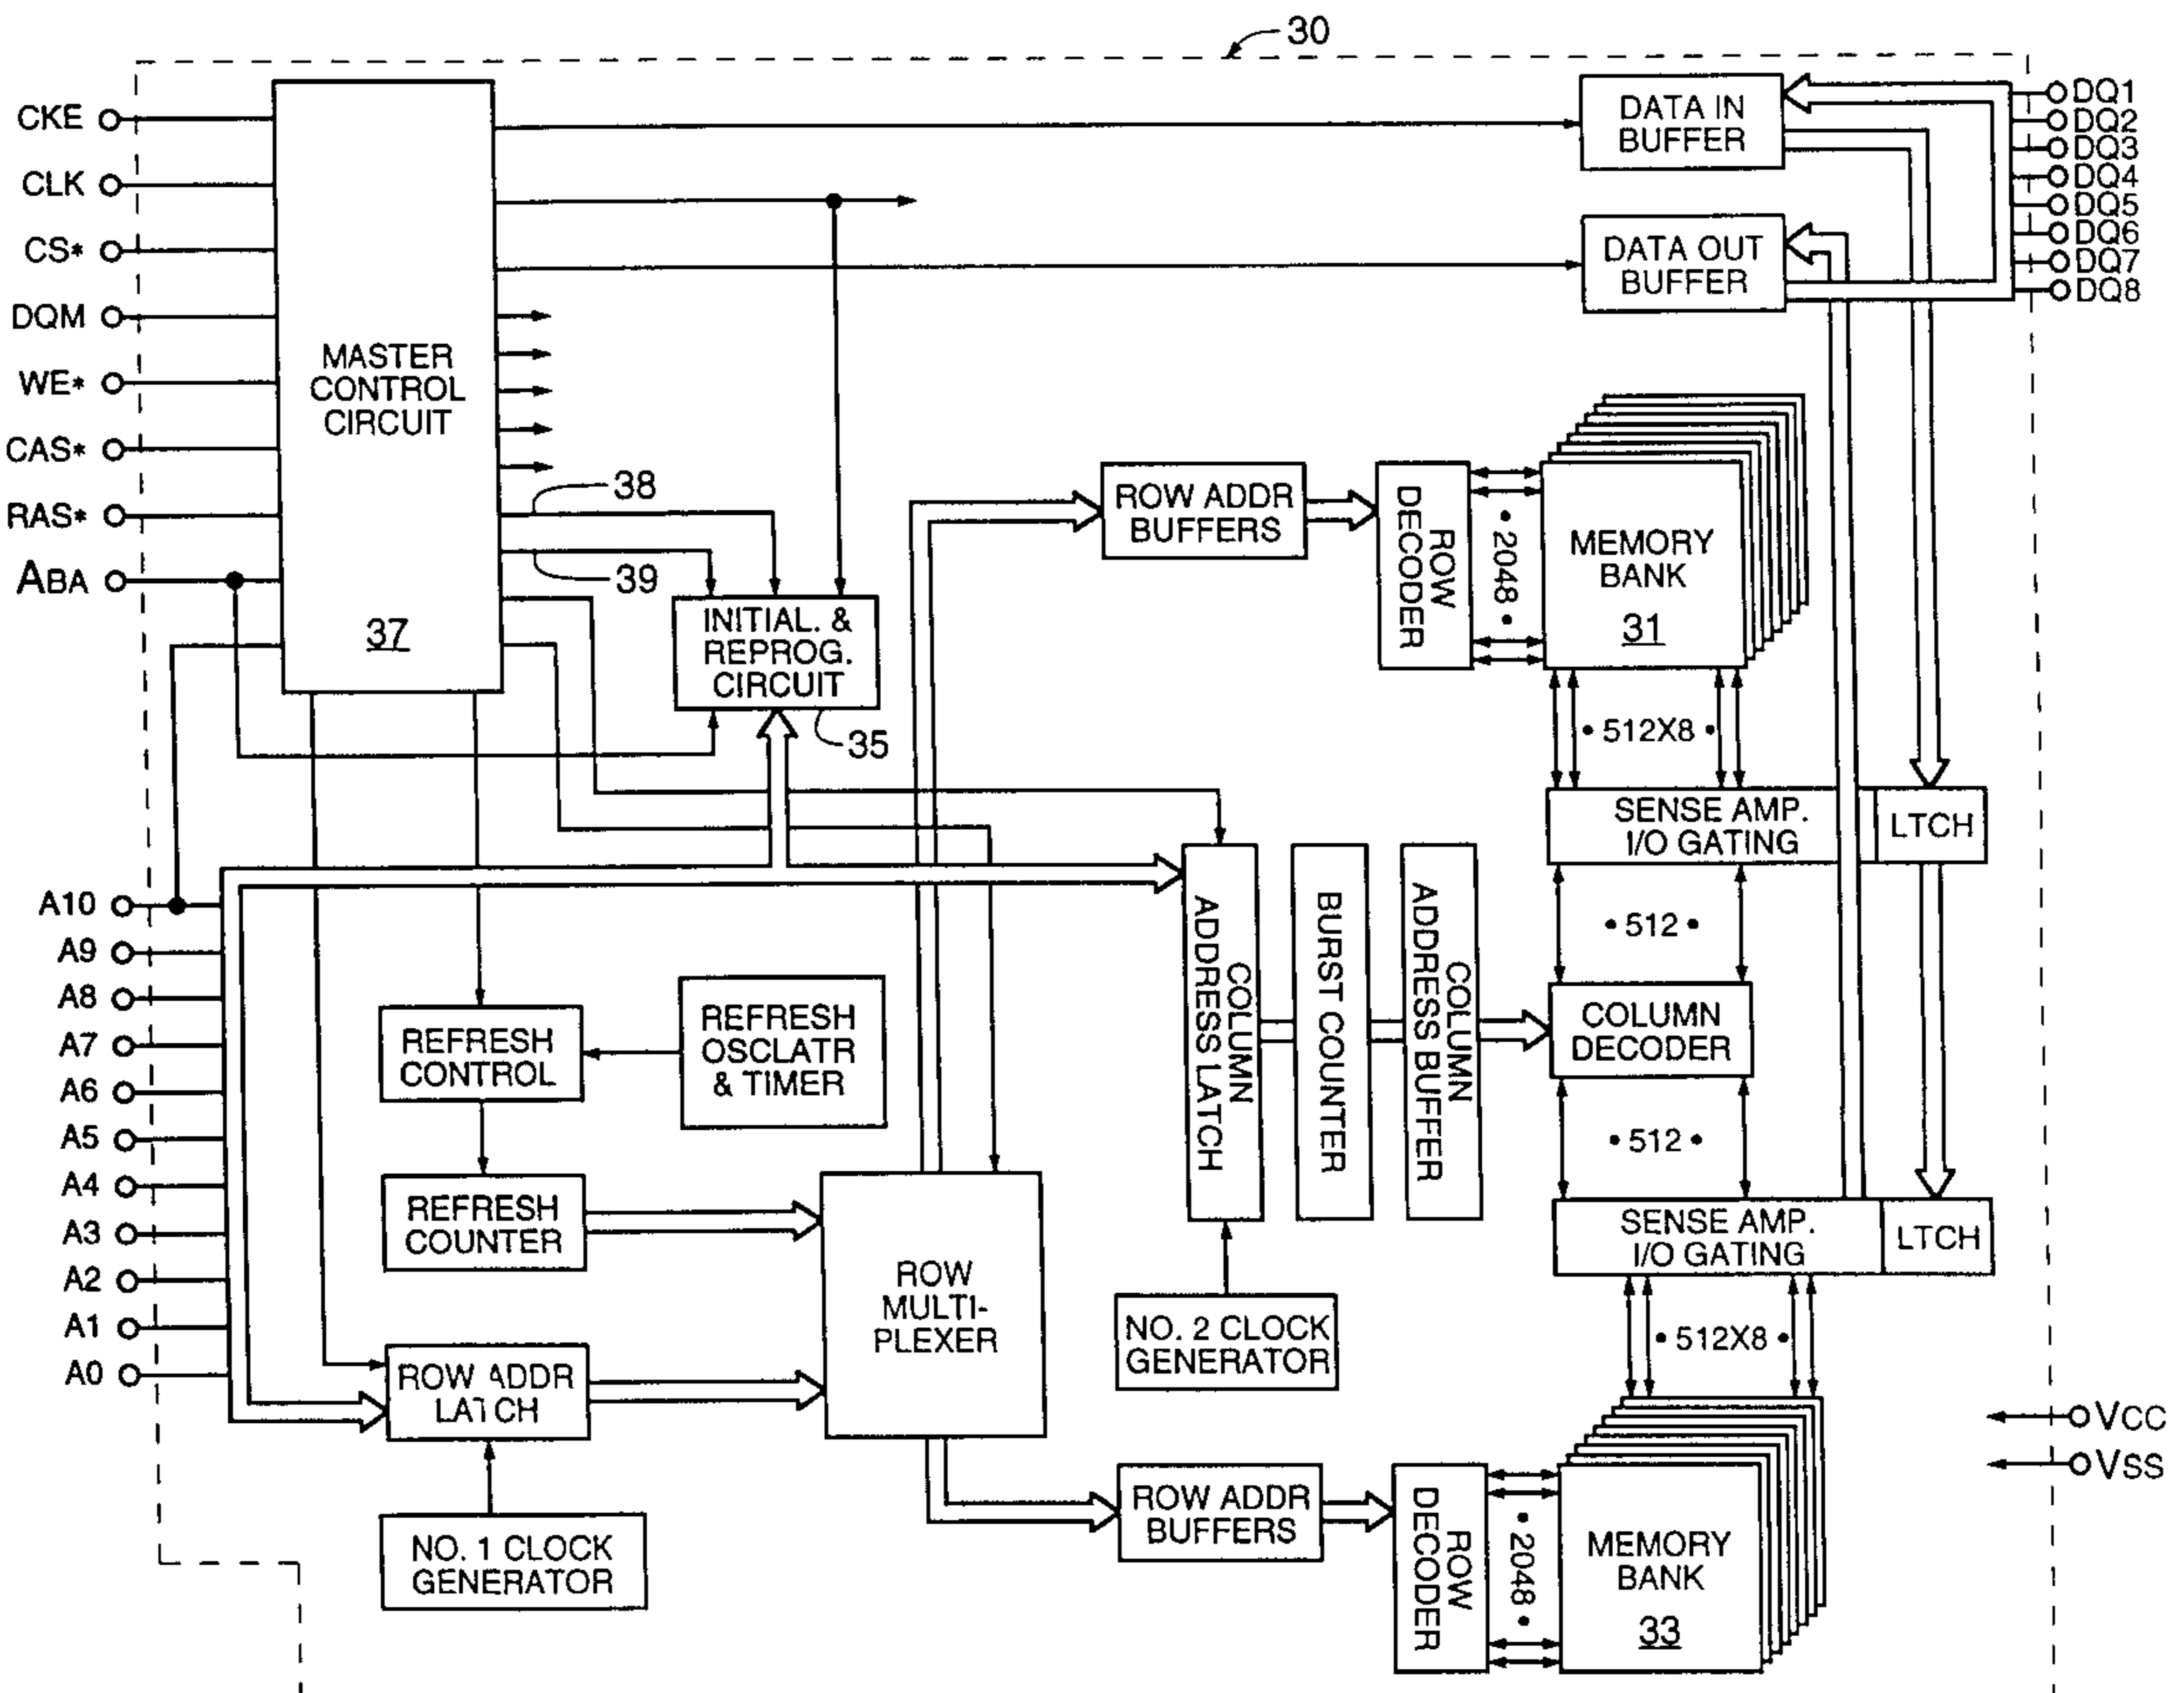 30
CKE
CLK
CS*
DQM
WE*
CAS*
RAS*
ABA
MASTER
CONTROL
CIRCUIT
37
38
39
INITIAL. &
REPROG.
CIRCUIT
35
DATA IN
BUFFER
DATA OUT
BUFFER
DQ1
DQ2
DQ3
DQ4
DQ5
DQ6
DQ7
DQ8
ROW ADDR
BUFFERS
ROW
DECODER
• 2048 •
MEMORY
BANK
31
• 512X8 •
SENSE AMP.
I/O GATING
LTCH
• 512 •
COLUMN
DECODER
• 512 •
SENSE AMP.
I/O GATING
LTCH
• 512X8 •
A10
A9
A8
A7
A6
A5
A4
A3
A2
A1
A0
REFRESH
CONTROL
REFRESH
OSCLATR
& TIMER
REFRESH
COUNTER
ROW ADDR
LATCH
NO. 1 CLOCK
GENERATOR
ROW
MULTI-
PLEXER
COLUMN
ADDRESS LATCH
BURST COUNTER
COLUMN
ADDRESS BUFFER
NO. 2 CLOCK
GENERATOR
ROW ADDR
BUFFERS
ROW
DECODER
• 2048 •
MEMORY
BANK
33
VCC
VSS